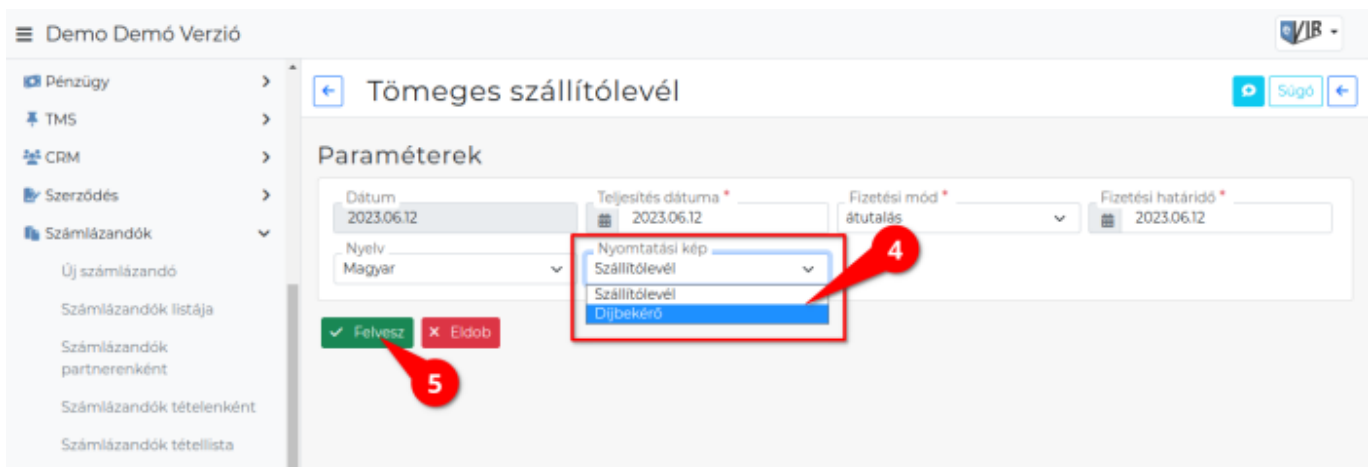 Demo Demó Verzió
eVIR
Pénzügy
TMS
CRM
Szerződés
Számlázandók
Új számlázandó
Számlázandók listája
Számlázandók
partnerenként
Számlázandók tételenként
Számlázandók tétellista
Tömeges szállítólevél
Súgó
Paraméterek
Dátum
2023.06.12
Teljesítés dátuma *
2023.06.12
Fizetési mód *
átutalás
Fizetési határidő *
2023.06.12
Nyelv
Magyar
Nyomtatási kép
Szállítólevél
Szállítólevél
Díjbekérő
4
Felvesz
Eldob
5